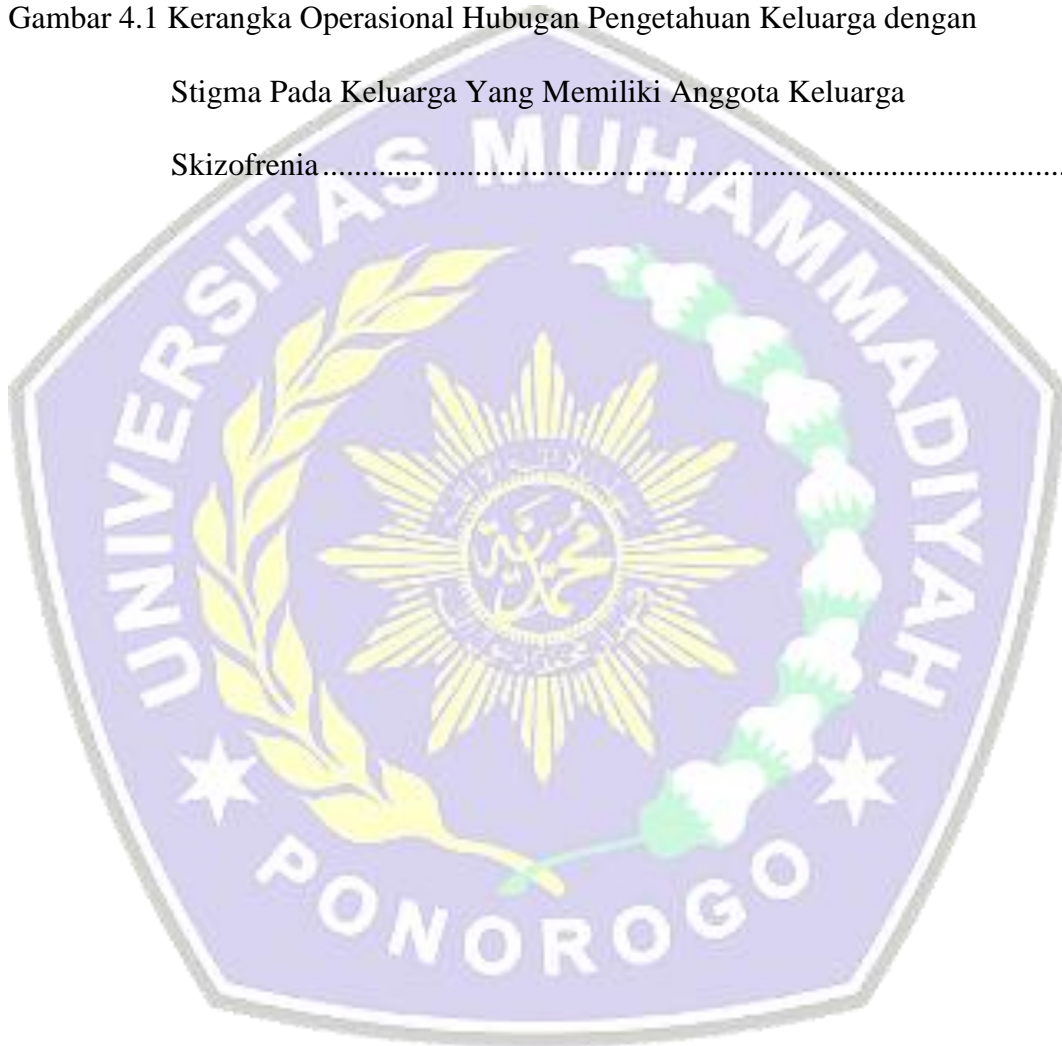 Gambar 4.1 Kerangka Operasional Hubugan Pengetahuan Keluarga dengan
Stigma Pada Keluarga Yang Memiliki Anggota Keluarga
Skizofrenia..........................................................................................
UNIVERSITAS MUHAMMADIYAH
PONOROGO